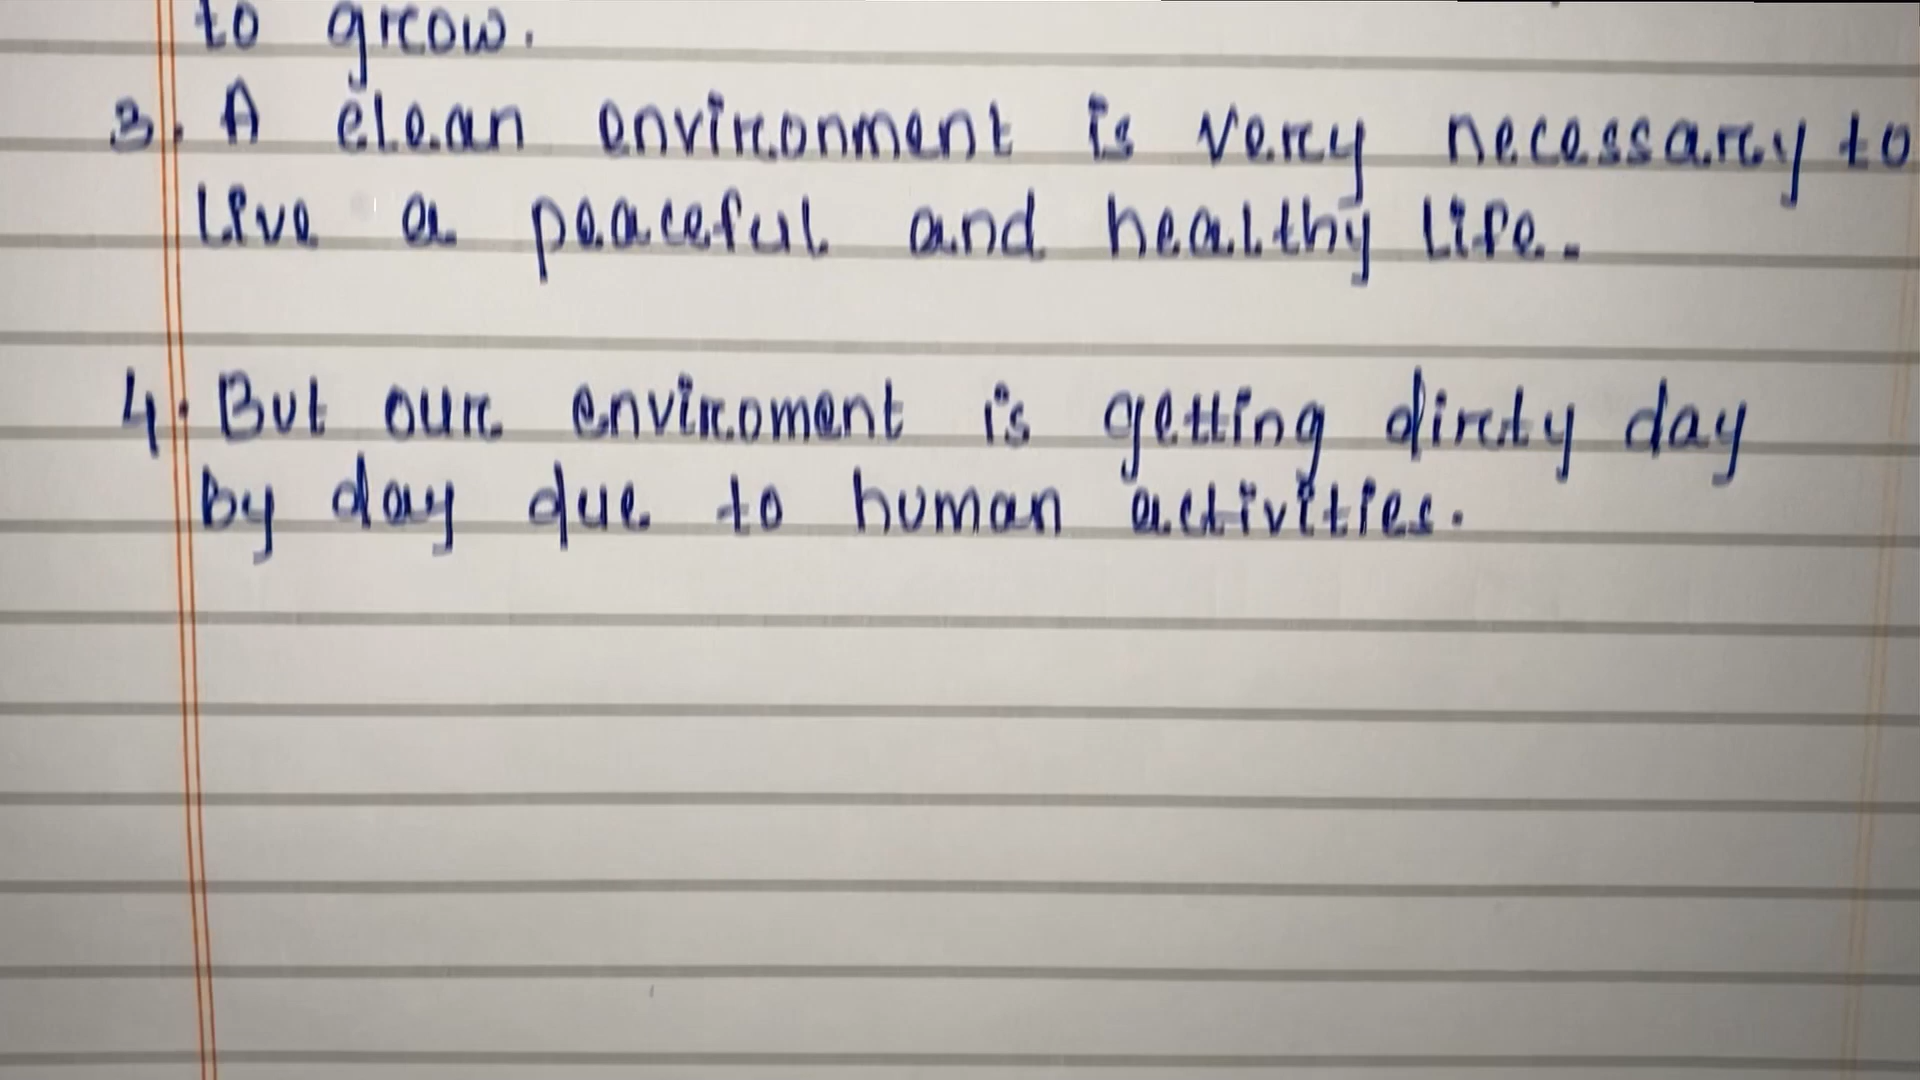 to grow.
3. A clean environment is very necessary to
live a peaceful and healthy life.
4. But our enviroment is getting dirty day
by day due to human activities.